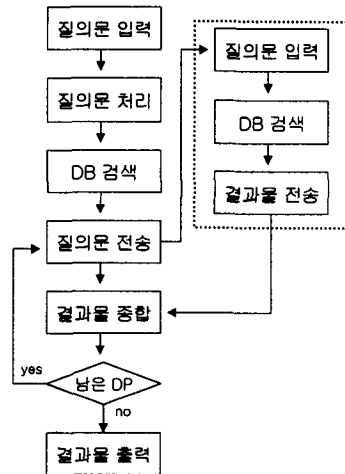 질의문 입력
질의문 처리
DB 검색
질의문 전송
결과물 종합
남은 DP
yes
no
결과물 출력
질의문 입력
DB 검색
결과물 전송